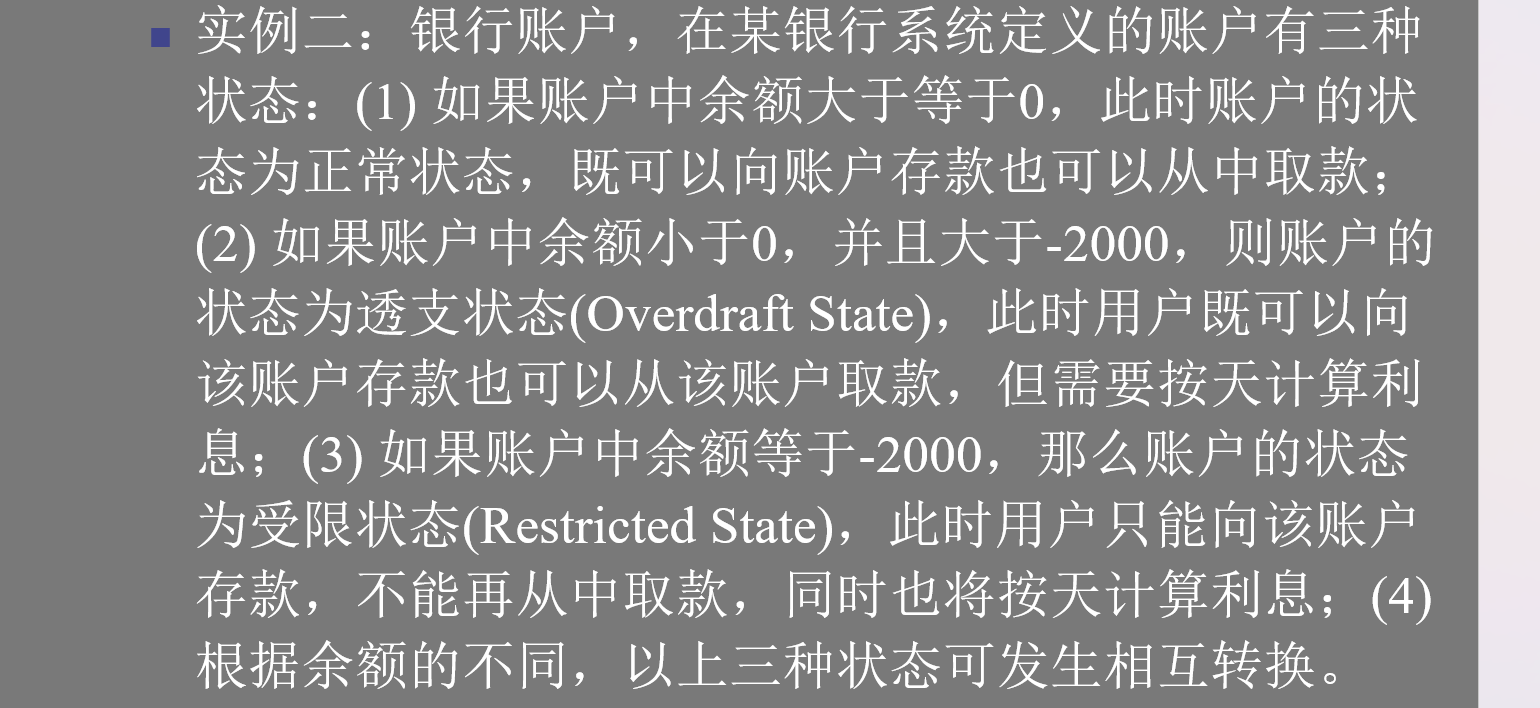 实例二：银行账户，在某银行系统定义的账户有三种
状态：(1) 如果账户中余额大于等于0，此时账户的状
态为正常状态，既可以向账户存款也可以从中取款；
(2) 如果账户中余额小于0，并且大于-2000，则账户的
状态为透支状态(Overdraft State)，此时用户既可以向
该账户存款也可以从该账户取款，但需要按天计算利
息；(3) 如果账户中余额等于-2000，那么账户的状态
为受限状态(Restricted State)，此时用户只能向该账户
存款，不能再从中取款，同时也将按天计算利息；(4)
根据余额的不同，以上三种状态可发生相互转换。